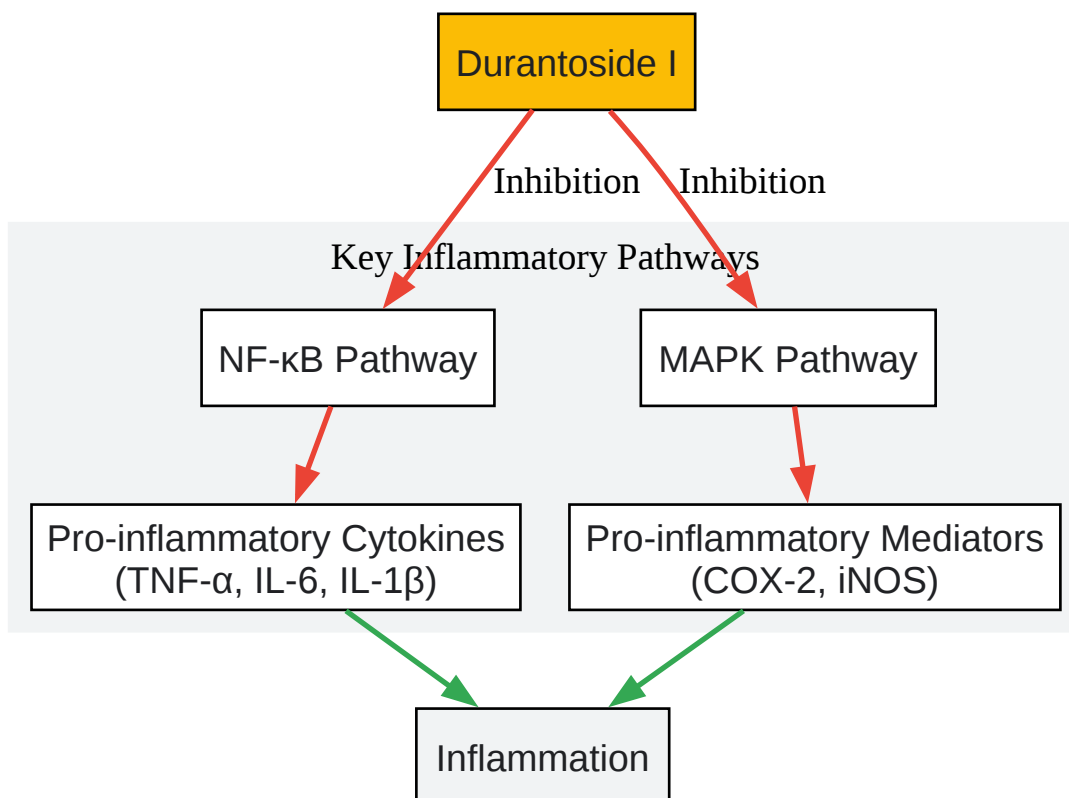 Durantoside I
Inhibition
Inhibition
Key Inflammatory Pathways
NF-κB Pathway
MAPK Pathway
Pro-inflammatory Cytokines
(TNF-α, IL-6, IL-1β)
Pro-inflammatory Mediators
(COX-2, iNOS)
Inflammation